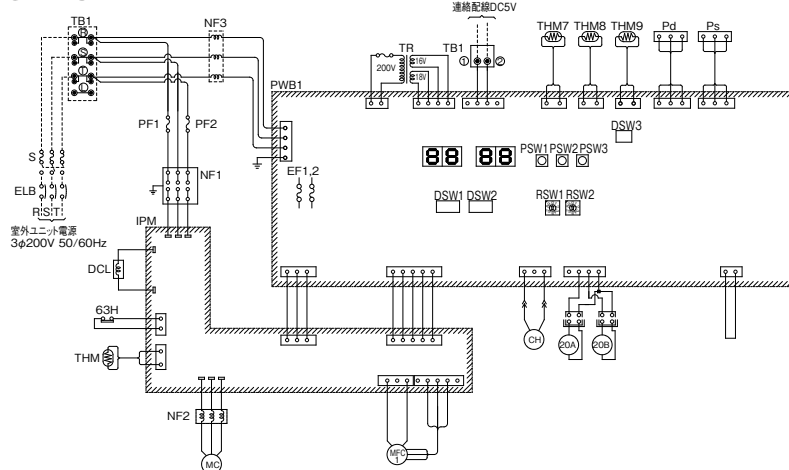 連絡配線DC5V
TB1
NF3
THM7 THM8 THM9 Pd Ps
TR TB1
200V
16V
18V
① ②
PWB1
DSW3
PF1 PF2
PSW1 PSW2 PSW3
88 88
S
NF1
EF1,2
DSW1 DSW2
RSW1 RSW2
ELB
R S T
IPM
室外ユニット電源
3φ200V 50/60Hz
DCL
63H
CH
20A
20B
THM
NF2
MC
MFC
1